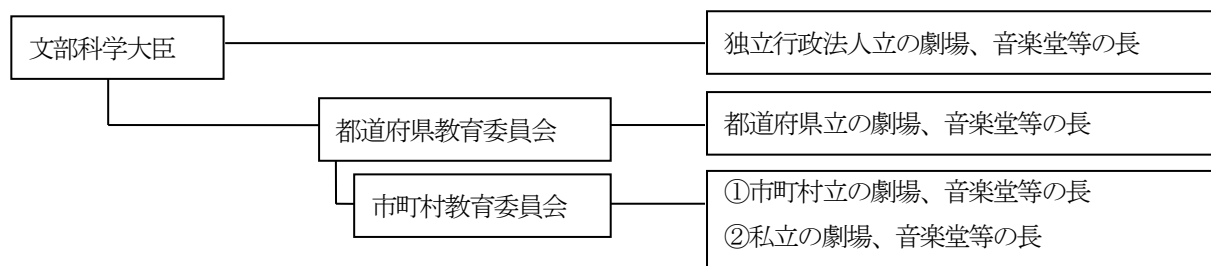 文部科学大臣
独立行政法人立の劇場、音楽堂等の長
都道府県教育委員会
都道府県立の劇場、音楽堂等の長
市町村教育委員会
①市町村立の劇場、音楽堂等の長
②私立の劇場、音楽堂等の長